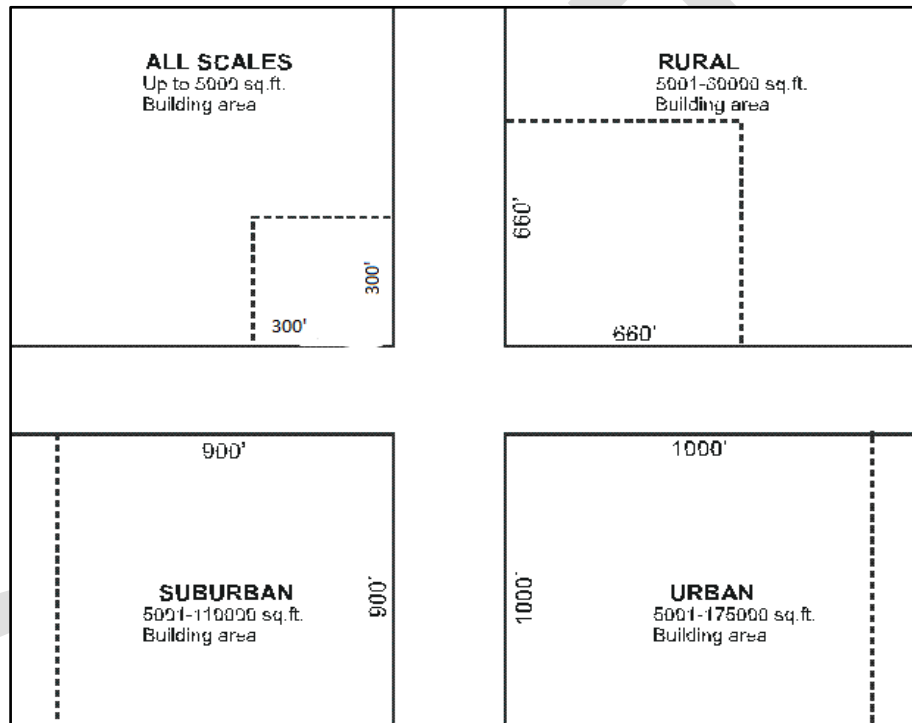 ALL SCALES
Up to 5000 sq.ft.
Building area
300'
300'
RURAL
5001-30000 sq.ft.
Building area
660'
660'
900'
900'
SUBURBAN
5001-110000 sq.ft.
Building area
1000'
1000'
URBAN
5001-175000 sq.ft.
Building area